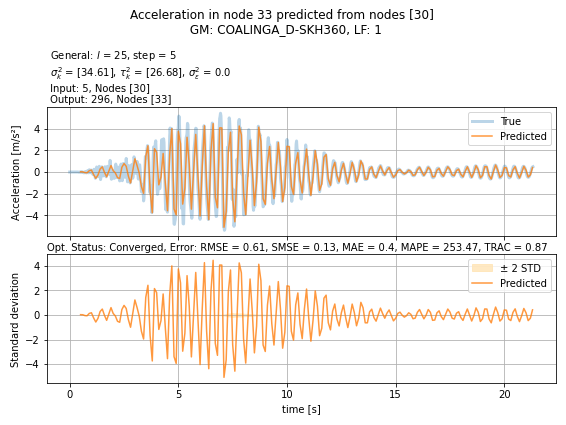 Acceleration in node 33 predicted from nodes [30]
GM: COALINGA_D-SKH360, LF: 1
General: l = 25, step = 5
σ²ₖ = [34.61], τ²ₖ = [26.68], σ²ε = 0.0
Input: 5, Nodes [30]
Output: 296, Nodes [33]
Acceleration [m/s²]
4
2
0
−2
−4
True
Predicted
Opt. Status: Converged, Error: RMSE = 0.61, SMSE = 0.13, MAE = 0.4, MAPE = 253.47, TRAC = 0.87
Standard deviation
4
2
0
−2
−4
± 2 STD
Predicted
0 5 10 15 20
time [s]